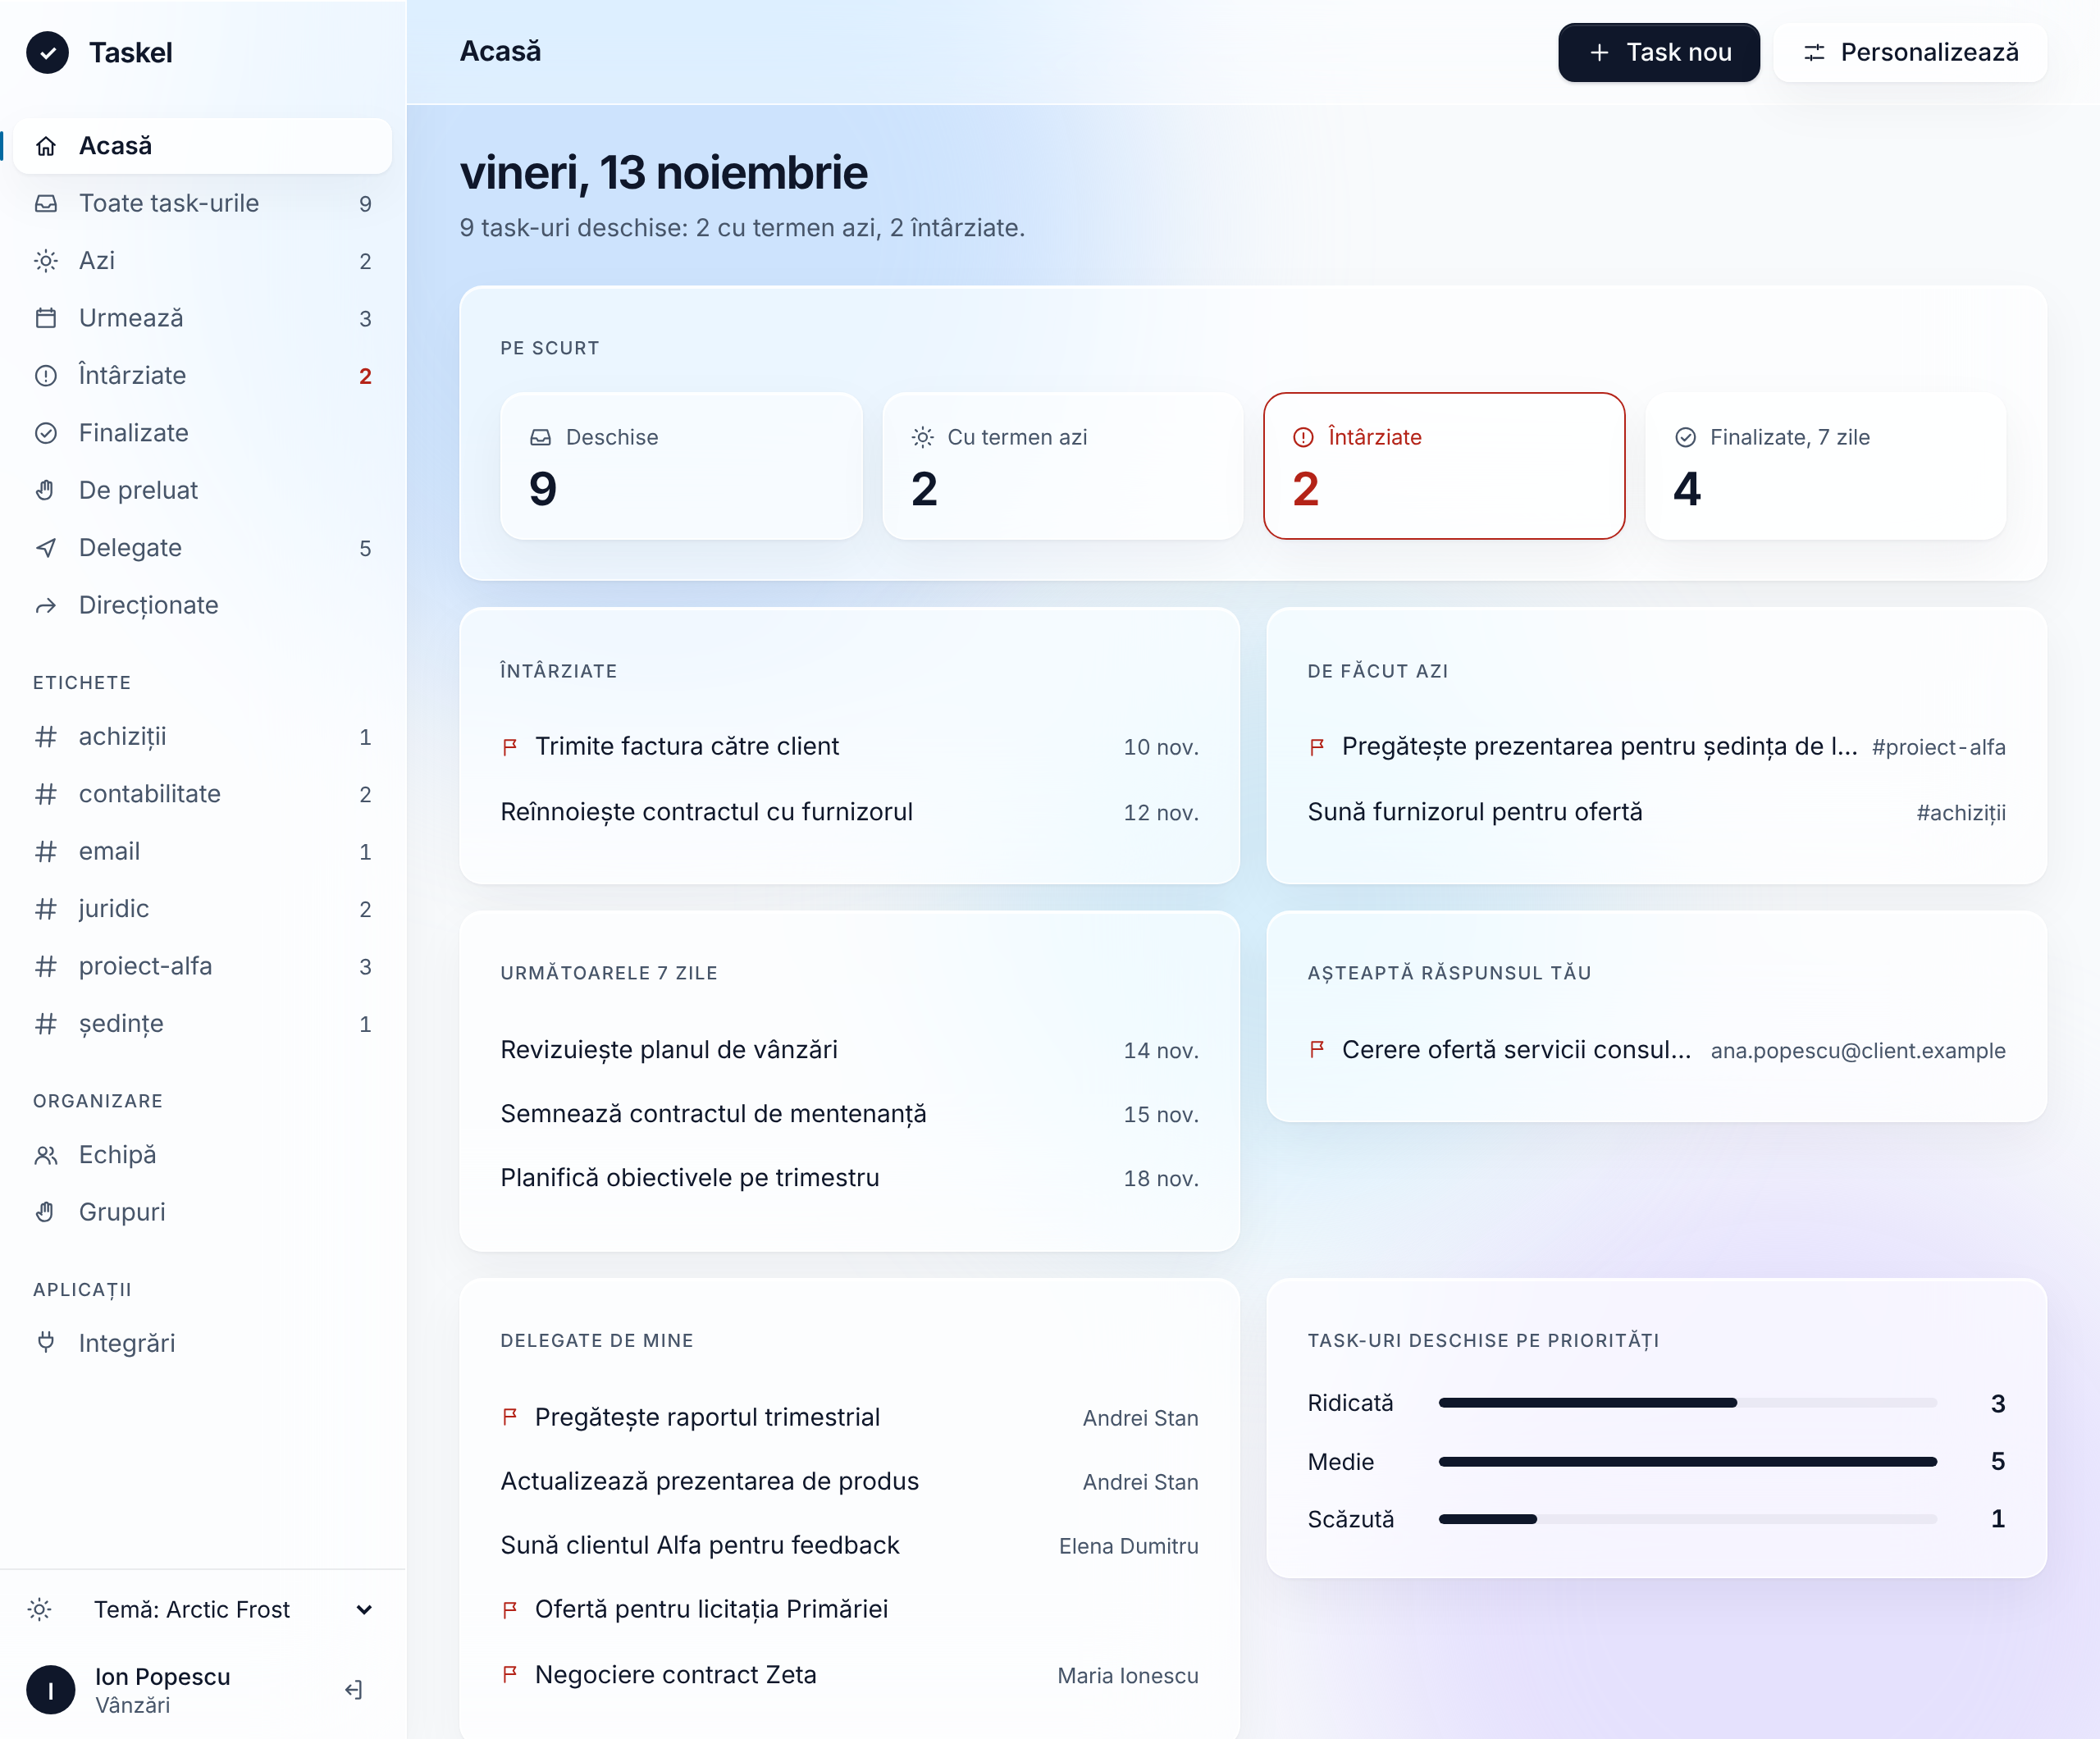 Taskel
Acasă
Toate task-urile 9
Azi 2
Urmează 3
Întârziate 2
Finalizate
De preluat
Delegate 5
Direcționate
ETICHETE
achiziții 1
contabilitate 2
email 1
juridic 2
proiect-alfa 3
ședințe 1
ORGANIZARE
Echipă
Grupuri
APLICAȚII
Integrări
Temă: Arctic Frost
I
Ion Popescu
Vânzări
Acasă
Task nou
Personalizează
vineri, 13 noiembrie
9 task-uri deschise: 2 cu termen azi, 2 întârziate.
PE SCURT
Deschise
9
Cu termen azi
2
Întârziate
2
Finalizate, 7 zile
4
ÎNTÂRZIATE
Trimite factura către client 10 nov.
Reînnoiește contractul cu furnizorul 12 nov.
DE FĂCUT AZI
Pregătește prezentarea pentru ședința de l... #proiect-alfa
Sună furnizorul pentru ofertă #achiziții
URMĂTOARELE 7 ZILE
Revizuiește planul de vânzări 14 nov.
Semnează contractul de mentenanță 15 nov.
Planifică obiectivele pe trimestru 18 nov.
AȘTEAPTĂ RĂSPUNSUL TĂU
Cerere ofertă servicii consul... ana.popescu@client.example
DELEGATE DE MINE
Pregătește raportul trimestrial Andrei Stan
Actualizează prezentarea de produs Andrei Stan
Sună clientul Alfa pentru feedback Elena Dumitru
Ofertă pentru licitația Primăriei
Negociere contract Zeta Maria Ionescu
TASK-URI DESCHISE PE PRIORITĂȚI
Ridicată 3
Medie 5
Scăzută 1